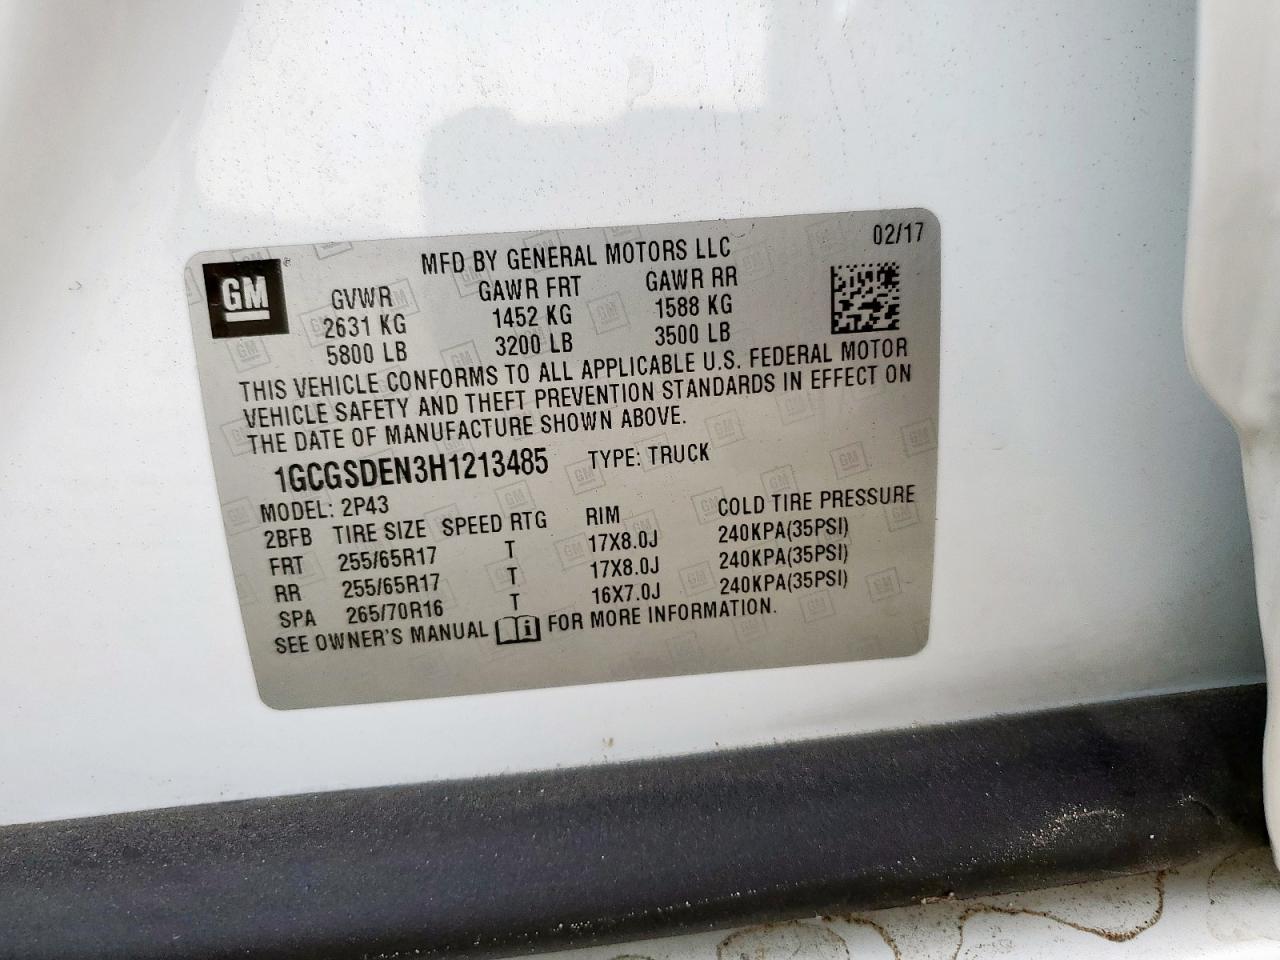 GM
MFD BY GENERAL MOTORS LLC 02/17
GVWR GAWR FRT GAWR RR
2631 KG 1452 KG 1588 KG
5800 LB 3200 LB 3500 LB
THIS VEHICLE CONFORMS TO ALL APPLICABLE U.S. FEDERAL MOTOR
VEHICLE SAFETY AND THEFT PREVENTION STANDARDS IN EFFECT ON
THE DATE OF MANUFACTURE SHOWN ABOVE.
1GCGSDEN3H1213485 TYPE: TRUCK
MODEL: 2P43
2BFB TIRE SIZE SPEED RTG RIM COLD TIRE PRESSURE
FRT 255/65R17 T 17X8.0J 240KPA(35PSI)
RR 255/65R17 T 17X8.0J 240KPA(35PSI)
SPA 265/70R16 T 16X7.0J 240KPA(35PSI)
SEE OWNER'S MANUAL i FOR MORE INFORMATION.